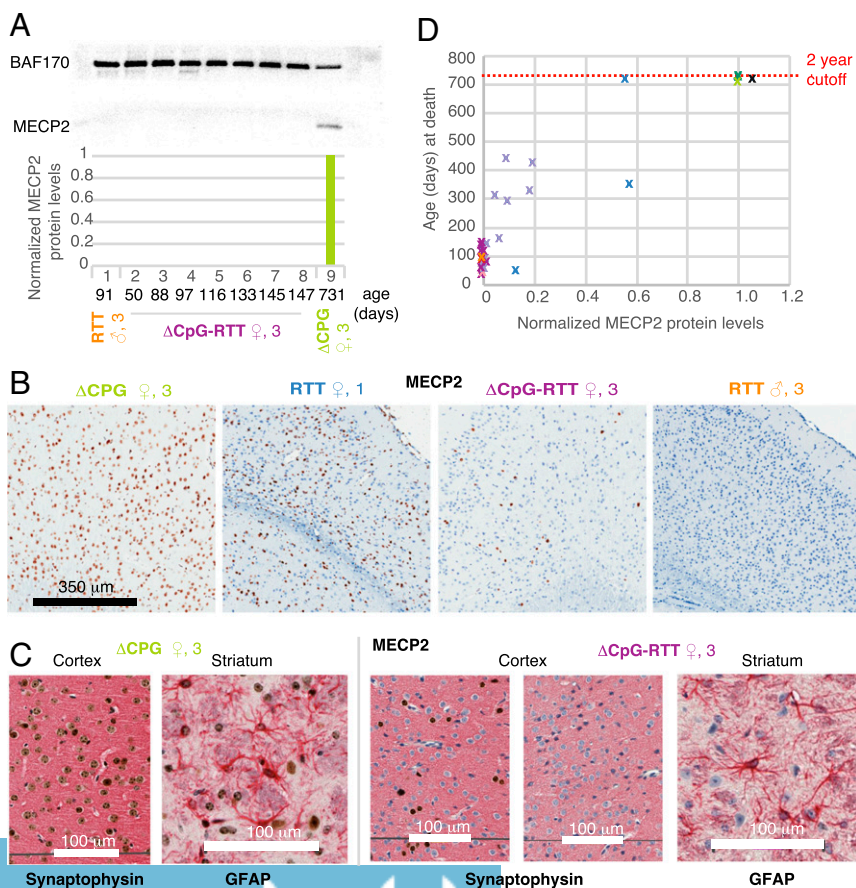 A
BAF170
MECP2
Normalized MECP2
protein levels
1
0.8
0.6
0.4
0.2
0
1 2 3 4 5 6 7 8 9
91 50 88 97 116 133 145 147 731 age
(days)
RTT
♂, 3
ΔCpG-RTT ♀, 3
ΔCPG
♀, 3
D
Age (days) at death
800
700
600
500
400
300
200
100
0
0 0.2 0.4 0.6 0.8 1.0 1.2
Normalized MECP2 protein levels
2 year
cutoff
B
MECP2
ΔCPG ♀, 3 RTT ♀, 1 ΔCpG-RTT ♀, 3 RTT ♂, 3
350 μm
C
MECP2
ΔCPG ♀, 3 ΔCpG-RTT ♀, 3
Cortex Striatum Cortex Striatum
100 μm 100 μm 100 μm 100 μm 100 μm
Synaptophysin GFAP Synaptophysin GFAP